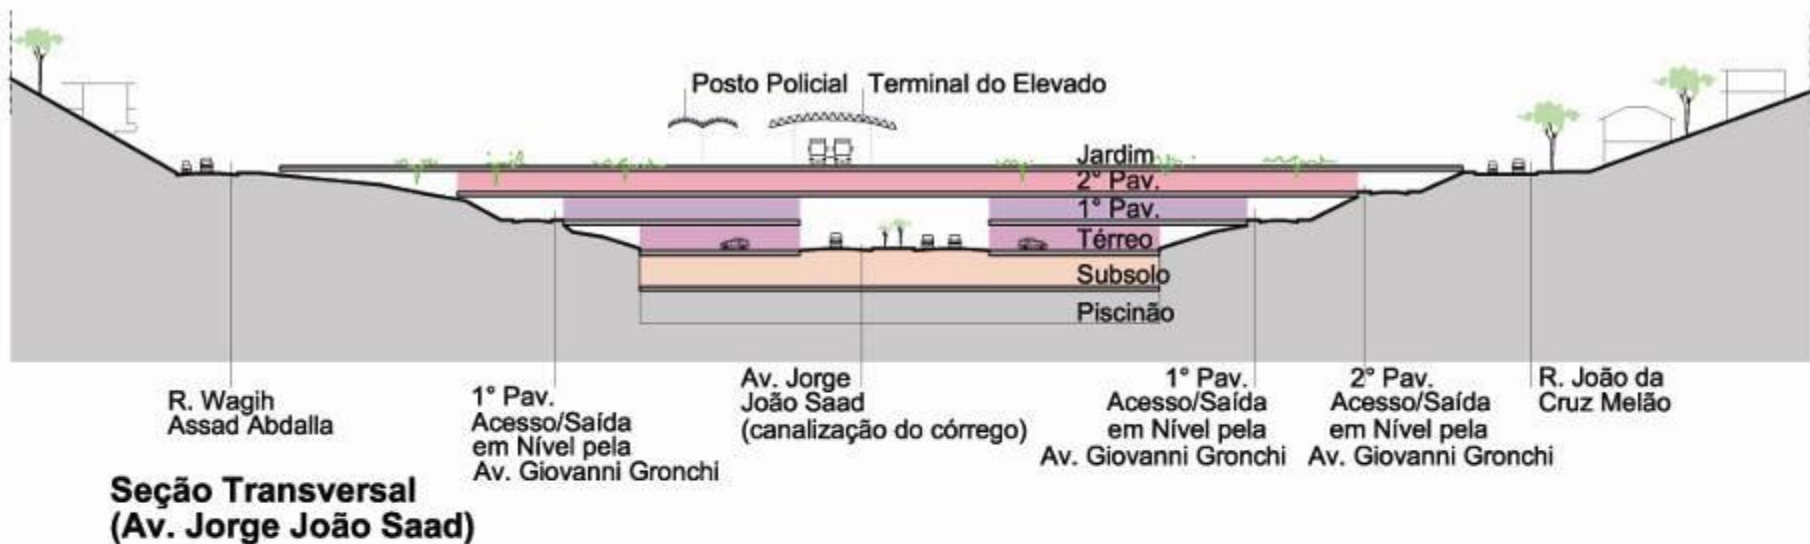 Posto Policial
Terminal do Elevado
Jardim
2° Pav.
1° Pav.
Térreo
Subsolo
Piscinão
R. Wagih
Assad Abdalla
1° Pav.
Acesso/Saída
em Nível pela
Av. Giovanni Gronchi
Av. Jorge
João Saad
(canalização do córrego)
1° Pav.
Acesso/Saída
em Nível pela
Av. Giovanni Gronchi
2° Pav.
Acesso/Saída
em Nível pela
Av. Giovanni Gronchi
R. João da
Cruz Melão
Seção Transversal
(Av. Jorge João Saad)